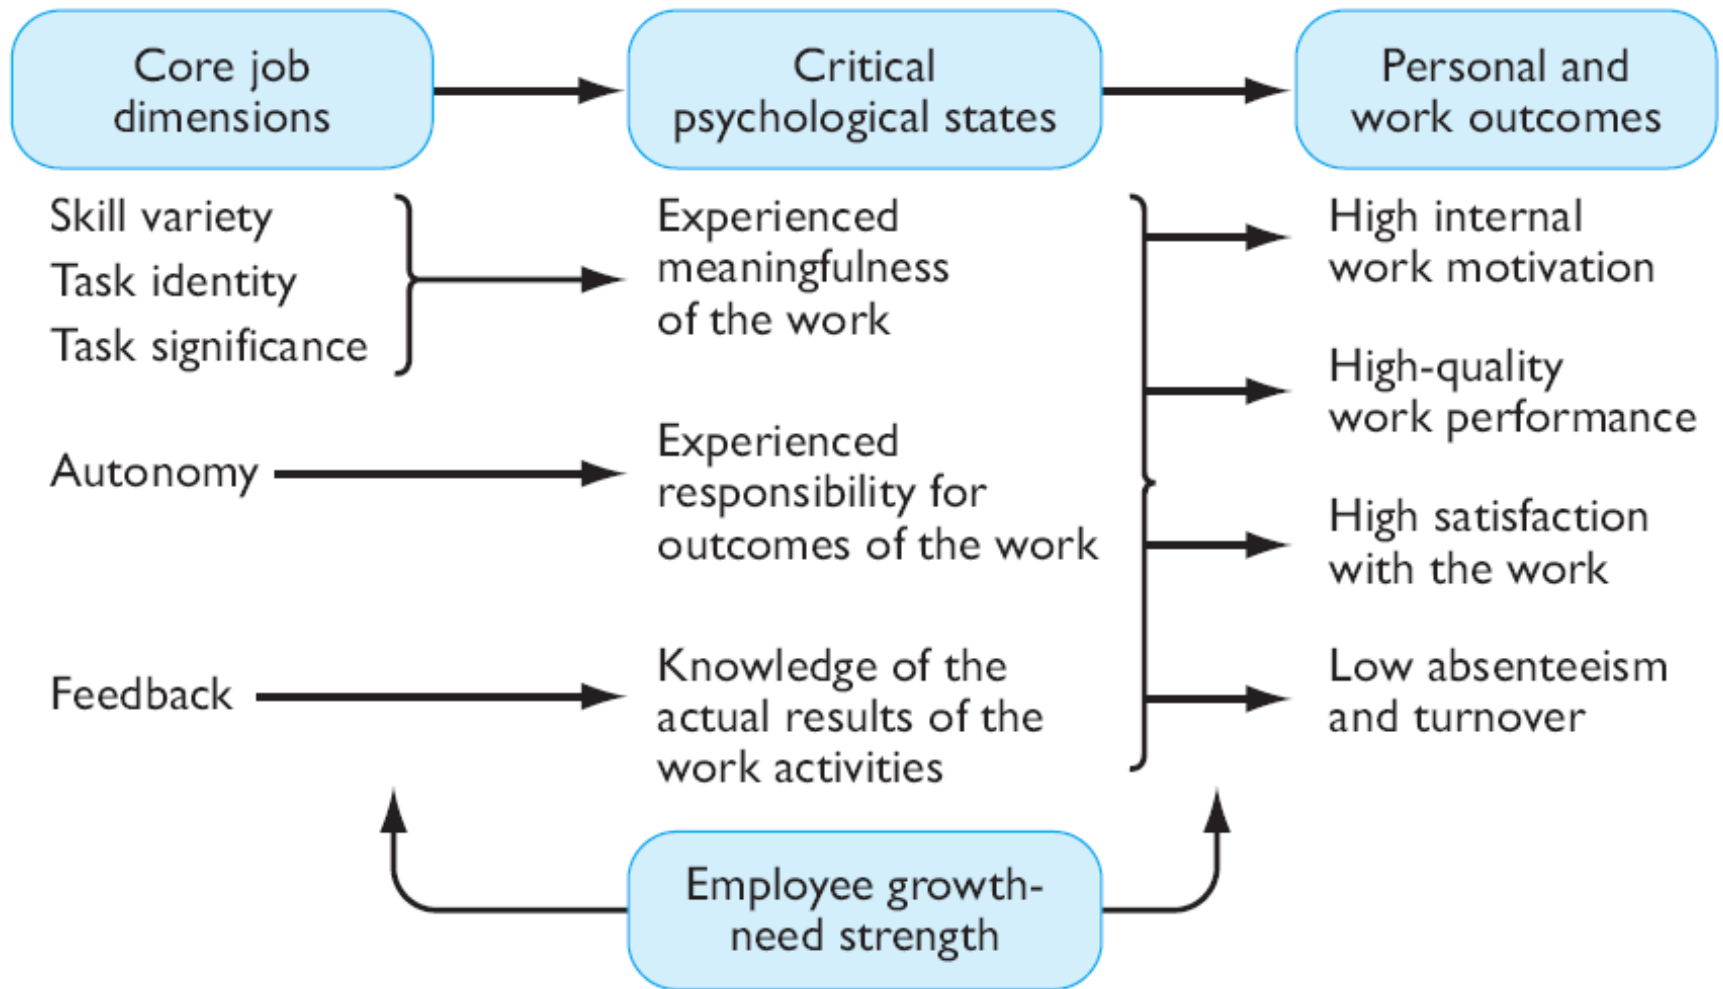 Core job
dimensions
Critical
psychological states
Personal and
work outcomes
Skill variety
Task identity
Task significance
Autonomy
Feedback
Experienced
meaningfulness
of the work
Experienced
responsibility for
outcomes of the work
Knowledge of the
actual results of the
work activities
High internal
work motivation
High-quality
work performance
High satisfaction
with the work
Low absenteeism
and turnover
Employee growth-
need strength